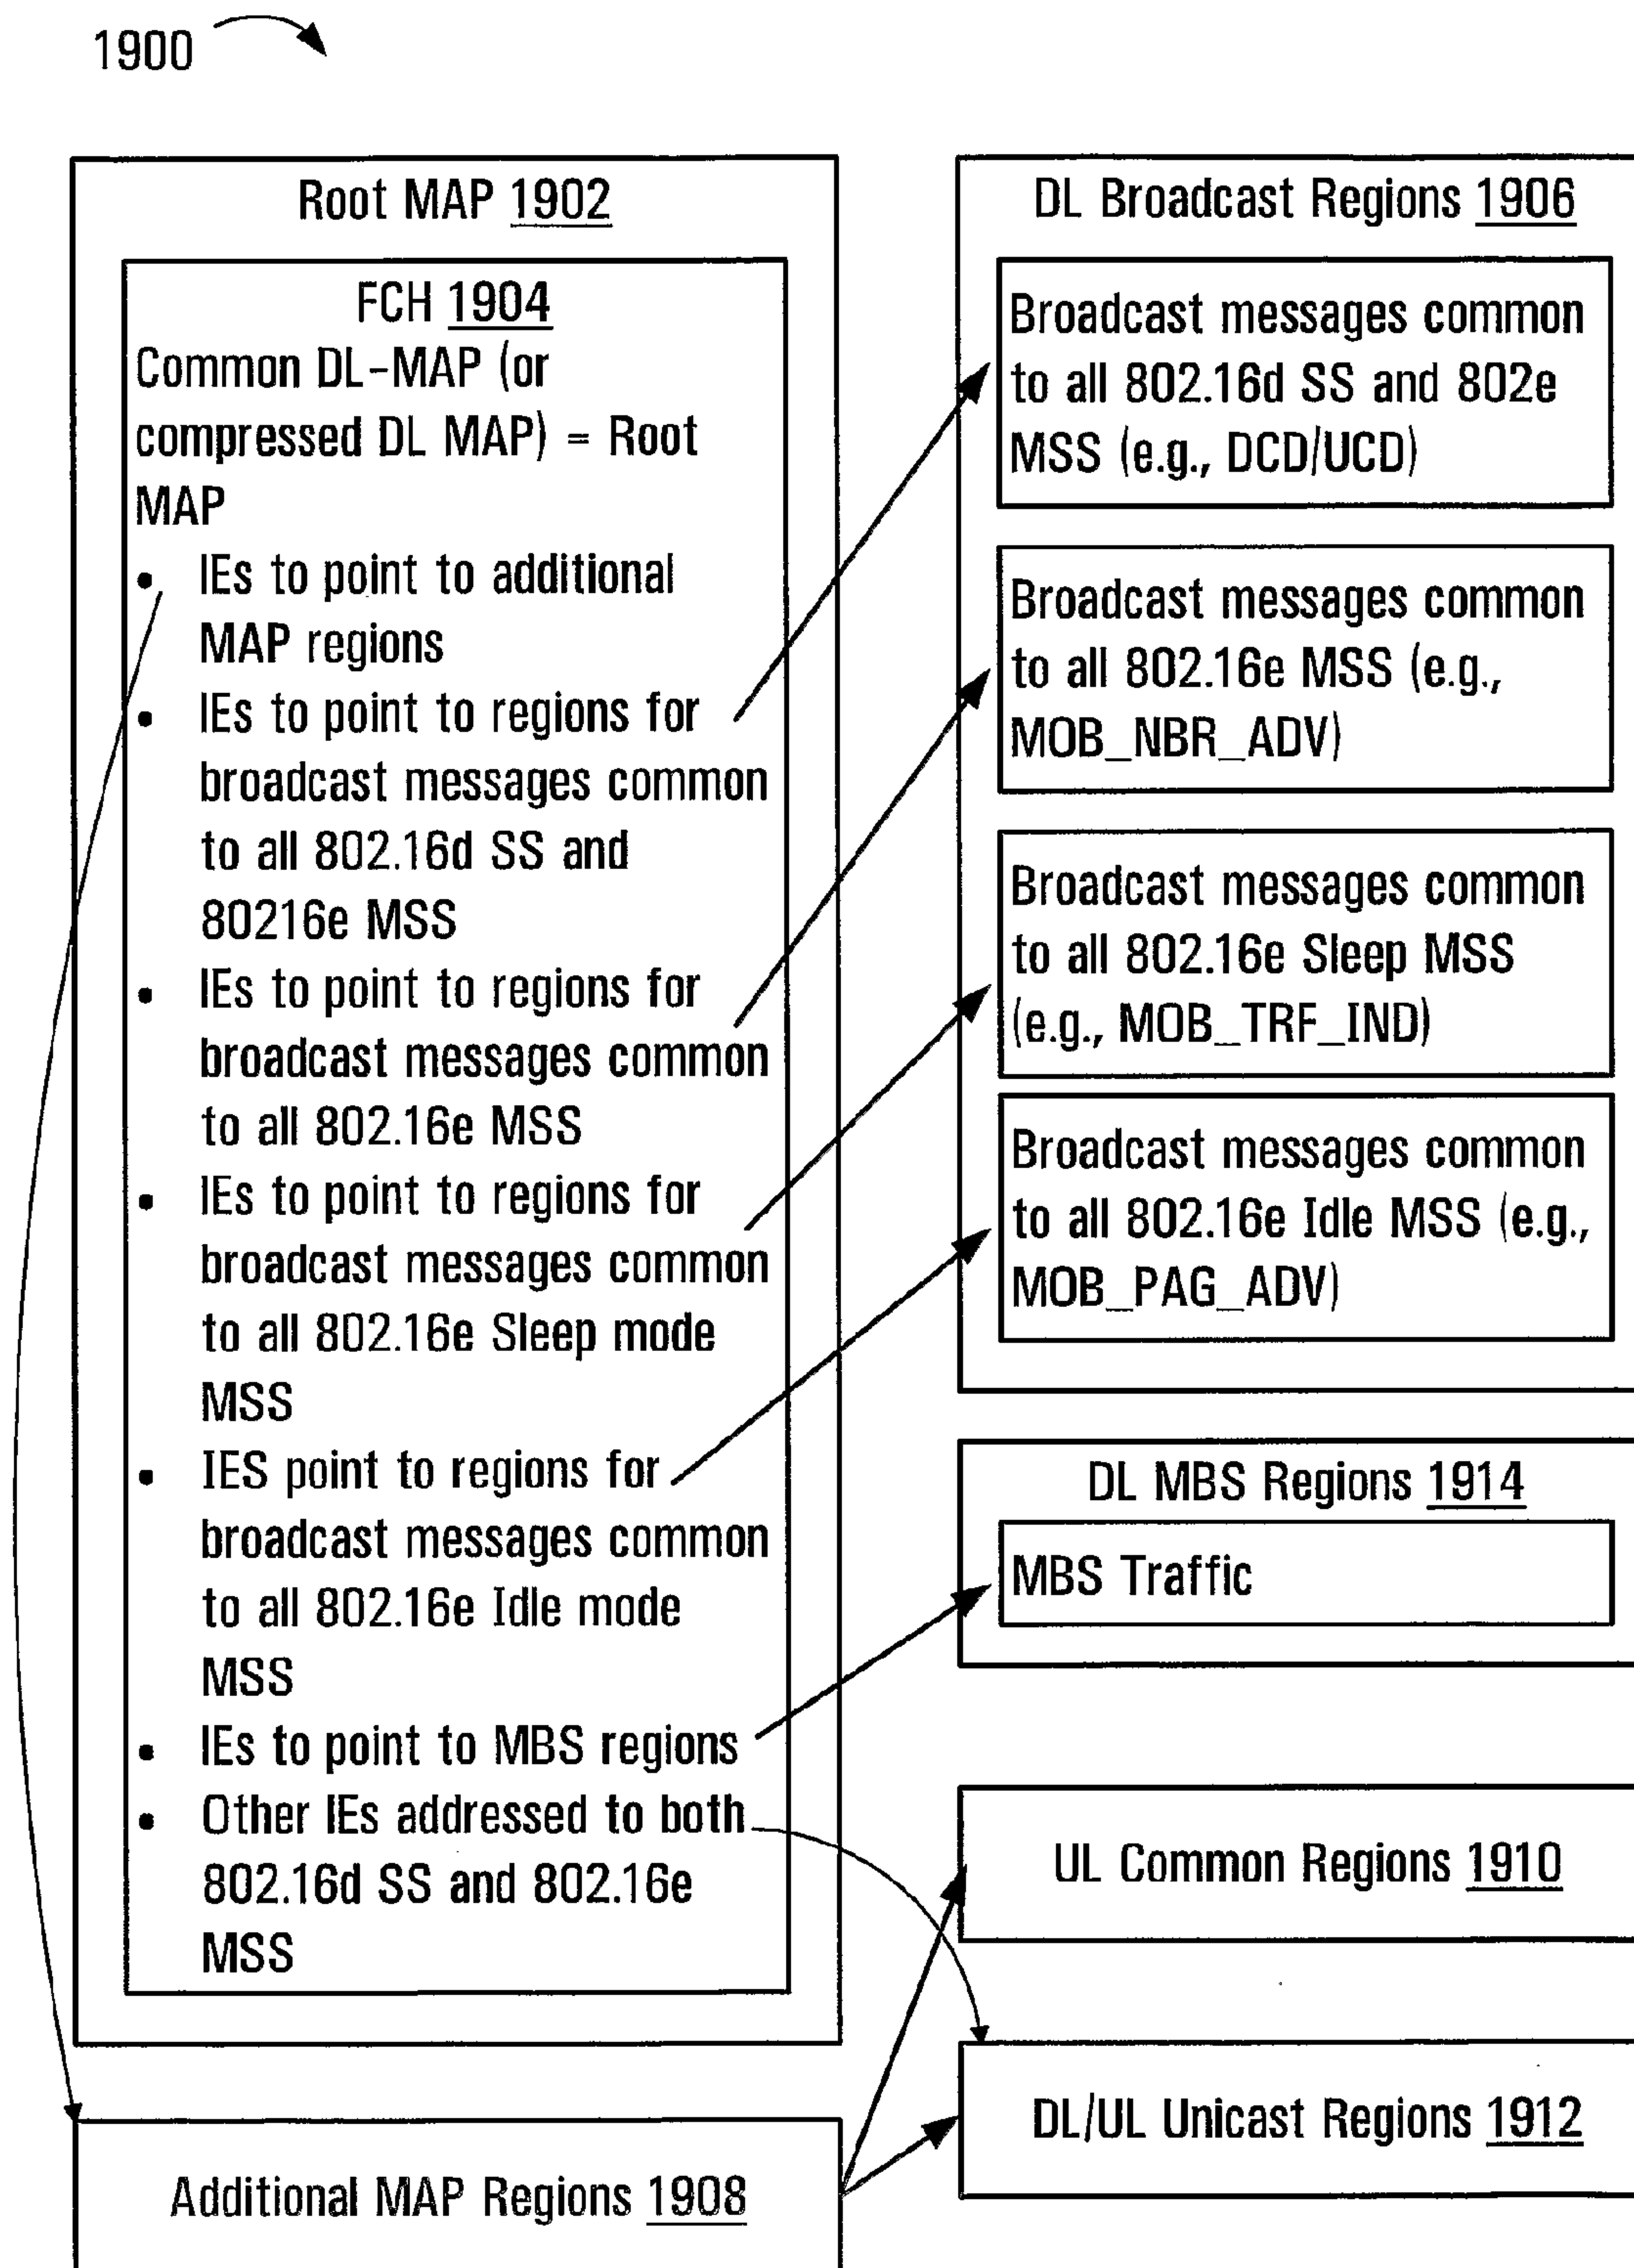 1900
Root MAP 1902
FCH 1904
Common DL-MAP (or
compressed DL MAP) = Root
MAP
• IEs to point to additional
MAP regions
• IEs to point to regions for
broadcast messages common
to all 802.16d SS and
80216e MSS
• IEs to point to regions for
broadcast messages common
to all 802.16e MSS
• IEs to point to regions for
broadcast messages common
to all 802.16e Sleep mode
MSS
• IES point to regions for
broadcast messages common
to all 802.16e Idle mode
MSS
• IEs to point to MBS regions
• Other IEs addressed to both
802.16d SS and 802.16e
MSS
Additional MAP Regions 1908
DL Broadcast Regions 1906
Broadcast messages common
to all 802.16d SS and 802e
MSS (e.g., DCD/UCD)
Broadcast messages common
to all 802.16e MSS (e.g.,
MOB_NBR_ADV)
Broadcast messages common
to all 802.16e Sleep MSS
(e.g., MOB_TRF_IND)
Broadcast messages common
to all 802.16e Idle MSS (e.g.,
MOB_PAG_ADV)
DL MBS Regions 1914
MBS Traffic
UL Common Regions 1910
DL/UL Unicast Regions 1912